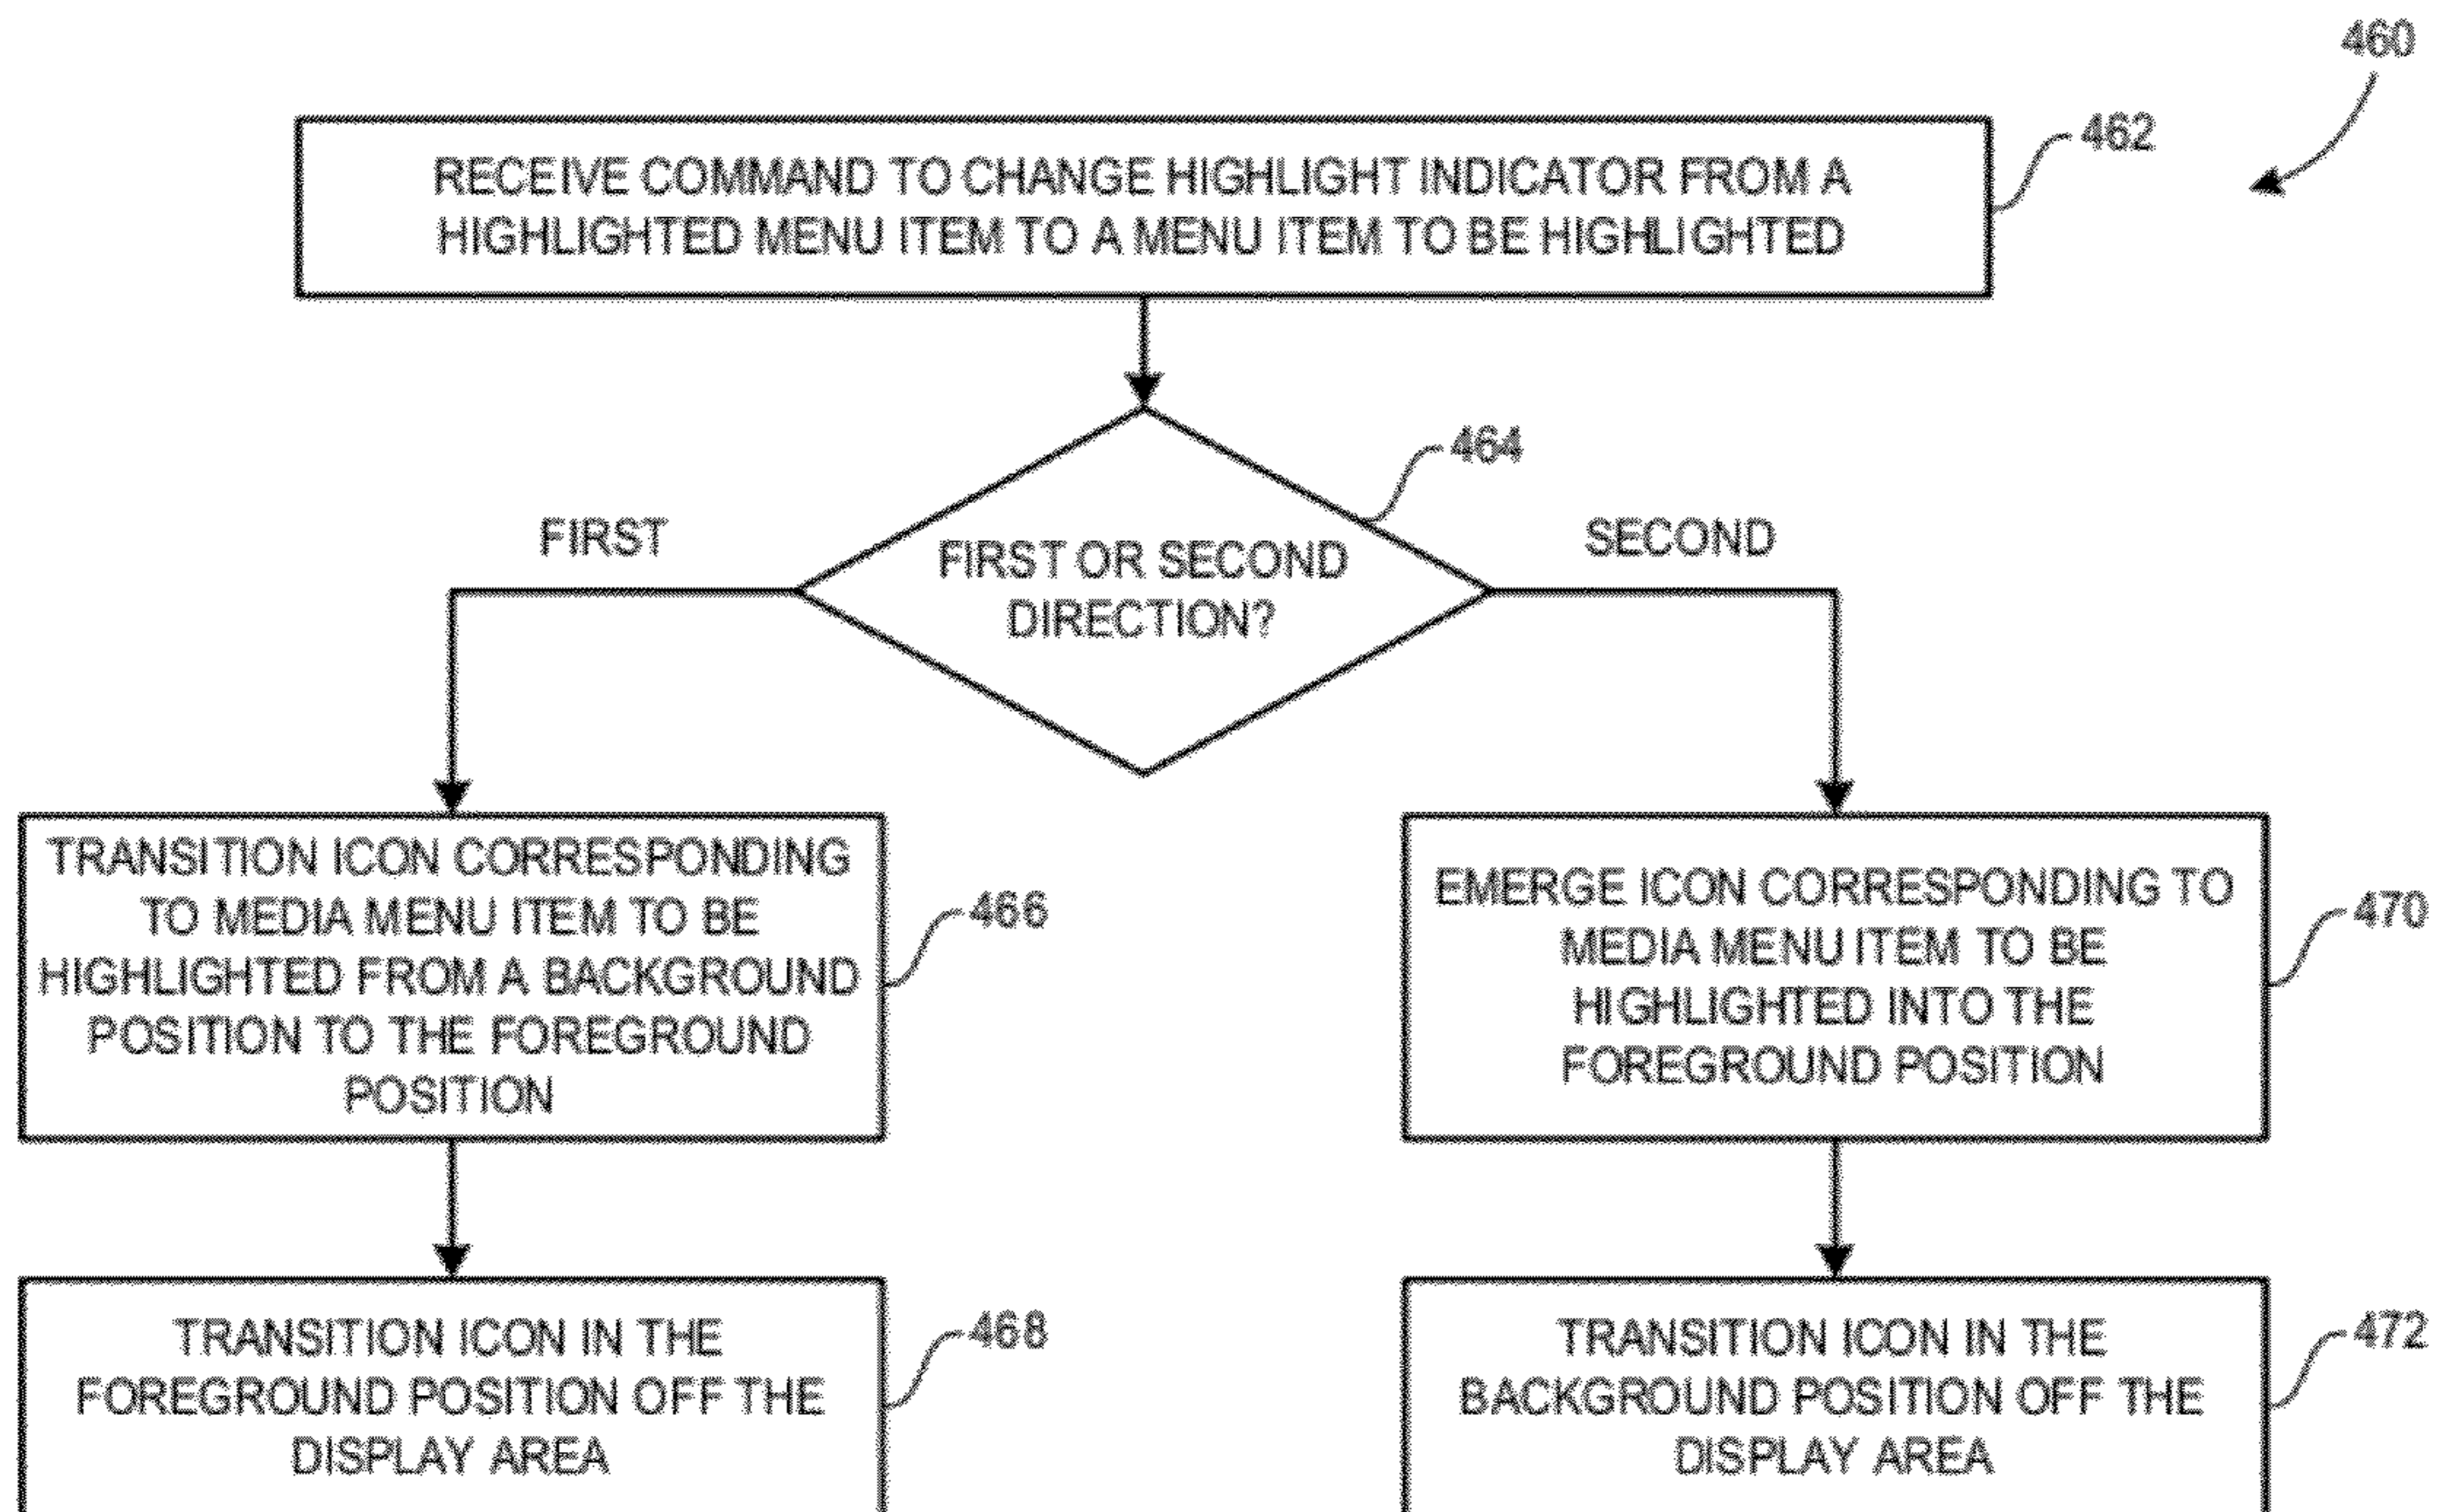 460
RECEIVE COMMAND TO CHANGE HIGHLIGHT INDICATOR FROM A
HIGHLIGHTED MENU ITEM TO A MENU ITEM TO BE HIGHLIGHTED
462
464
FIRST
FIRST OR SECOND
DIRECTION?
SECOND
TRANSITION ICON CORRESPONDING
TO MEDIA MENU ITEM TO BE
HIGHLIGHTED FROM A BACKGROUND
POSITION TO THE FOREGROUND
POSITION
466
EMERGE ICON CORRESPONDING TO
MEDIA MENU ITEM TO BE
HIGHLIGHTED INTO THE
FOREGROUND POSITION
470
TRANSITION ICON IN THE
FOREGROUND POSITION OFF THE
DISPLAY AREA
468
TRANSITION ICON IN THE
BACKGROUND POSITION OFF THE
DISPLAY AREA
472